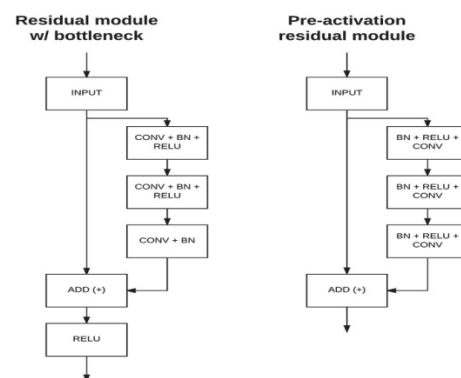 Residual module
w/ bottleneck
INPUT
CONV + BN +
RELU
CONV + BN +
RELU
CONV + BN
ADD (+)
RELU
Pre-activation
residual module
INPUT
BN + RELU +
CONV
BN + RELU +
CONV
BN + RELU +
CONV
ADD (+)